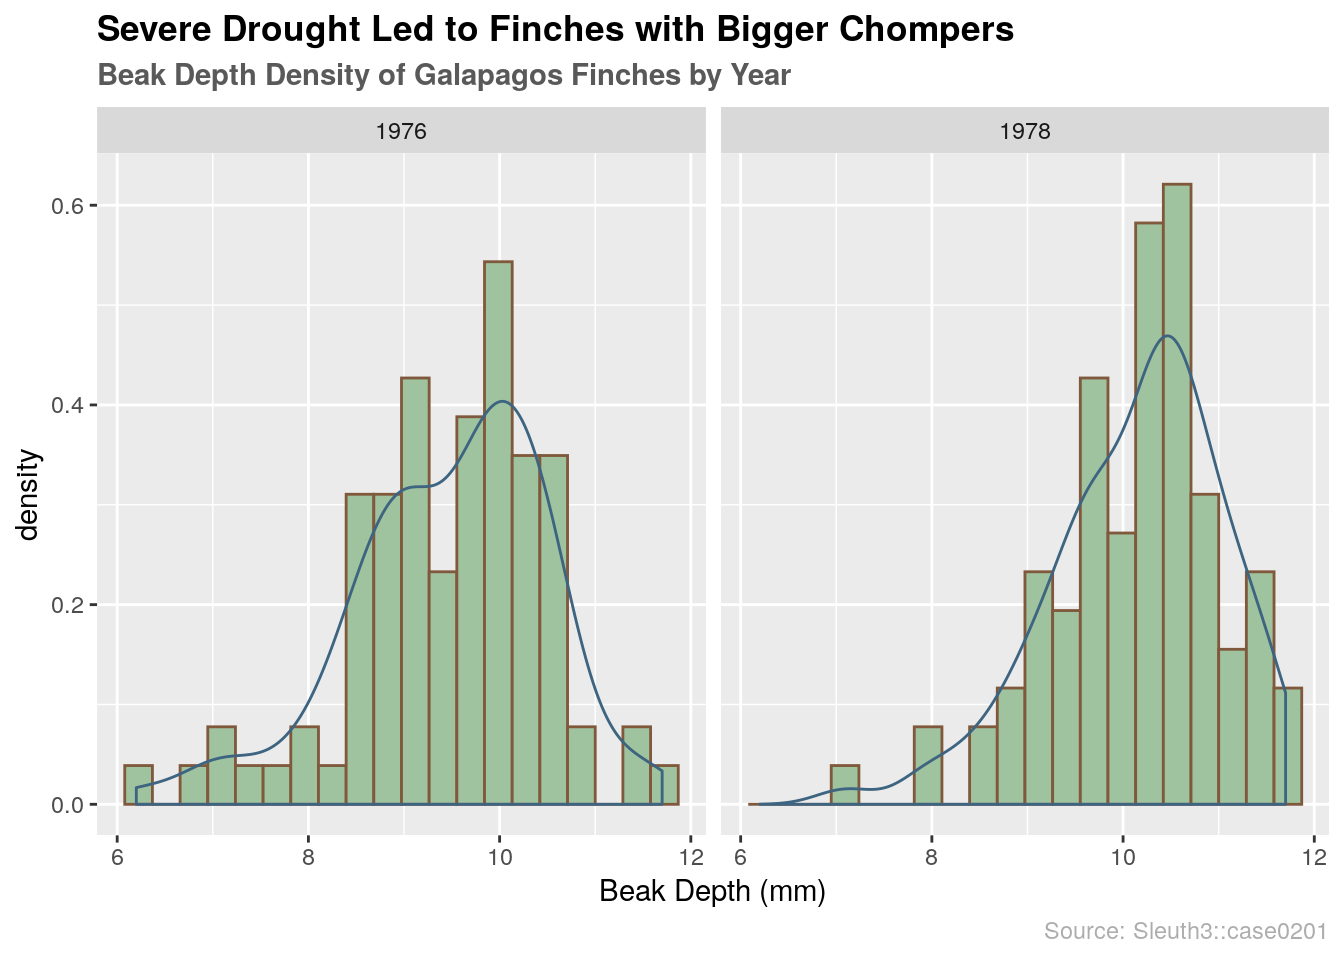 Severe Drought Led to Finches with Bigger Chompers
Beak Depth Density of Galapagos Finches by Year
1976
1978
density
0.6
0.4
0.2
0.0
6 8 10 12
6 8 10 12
Beak Depth (mm)
Source: Sleuth3::case0201